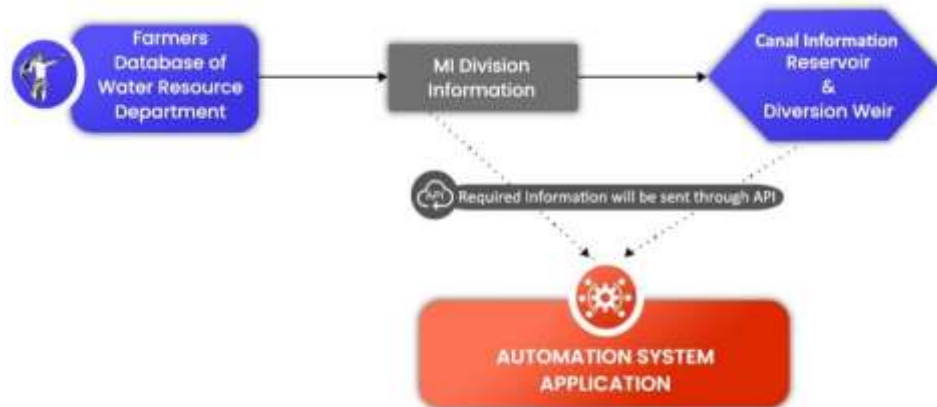 Farmers
Database of
Water Resource
Department
MI Division
Information
Canal Information
Reservoir
&
Diversion Weir
API
Required Information will be sent through API
AUTOMATION SYSTEM
APPLICATION